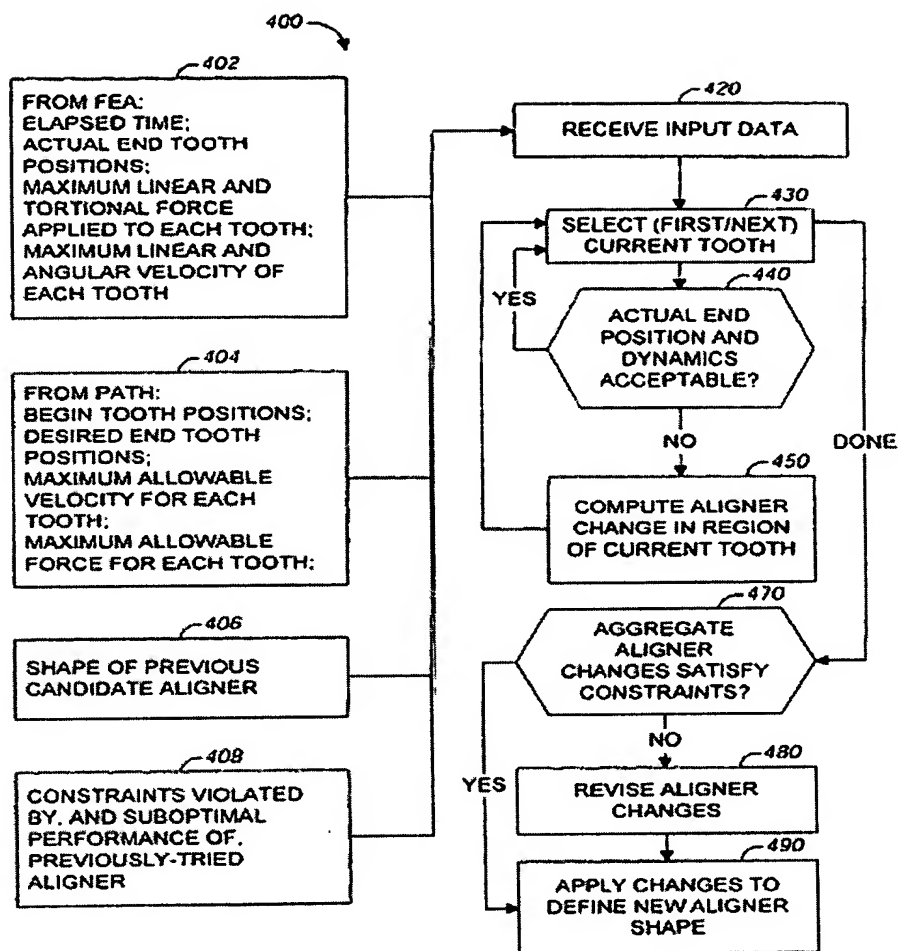 400
402
FROM FEA:
ELAPSED TIME;
ACTUAL END TOOTH
POSITIONS;
MAXIMUM LINEAR AND
TORTIONAL FORCE
APPLIED TO EACH TOOTH;
MAXIMUM LINEAR AND
ANGULAR VELOCITY OF
EACH TOOTH
404
FROM PATH:
BEGIN TOOTH POSITIONS;
DESIRED END TOOTH
POSITIONS;
MAXIMUM ALLOWABLE
VELOCITY FOR EACH
TOOTH;
MAXIMUM ALLOWABLE
FORCE FOR EACH TOOTH;
406
SHAPE OF PREVIOUS
CANDIDATE ALIGNER
408
CONSTRAINTS VIOLATED
BY, AND SUBOPTIMAL
PERFORMANCE OF,
PREVIOUSLY-TRIED
ALIGNER
420
RECEIVE INPUT DATA
430
SELECT (FIRST/NEXT)
CURRENT TOOTH
440
YES
ACTUAL END
POSITION AND
DYNAMICS
ACCEPTABLE?
NO
DONE
450
COMPUTE ALIGNER
CHANGE IN REGION
OF CURRENT TOOTH
470
AGGREGATE
ALIGNER
CHANGES SATISFY
CONSTRAINTS?
NO
YES
480
REVISE ALIGNER
CHANGES
490
APPLY CHANGES TO
DEFINE NEW ALIGNER
SHAPE